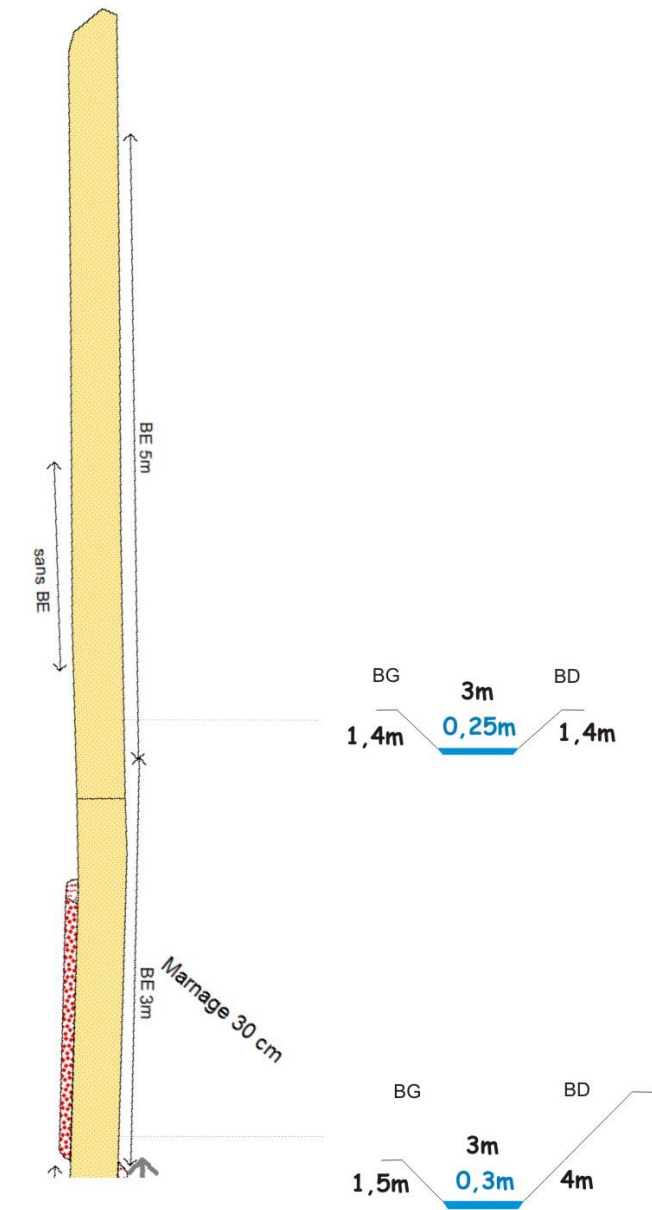 BE 5m
sans BE
BG
BD
3m
1,4m
0,25m
1,4m
BE 3m
Marnage 30 cm
BG
BD
3m
1,5m
0,3m
4m